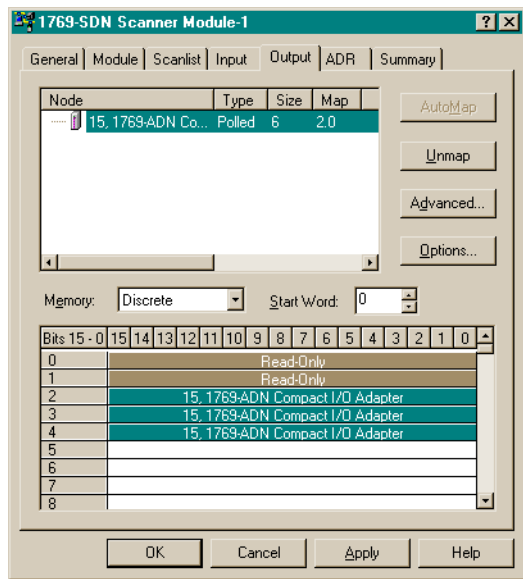 1769-SDN Scanner Module-1 ? x
General Module Scanlist Input Output ADR Summary
Node Type Size Map
15, 1769-ADN Co... Polled 6 2.0
AutoMap
Unmap
Advanced...
Options...
Memory: Discrete Start Word: 0
Bits 15 - 0 15 14 13 12 11 10 9 8 7 6 5 4 3 2 1 0
0 Read-Only
1 Read-Only
2 15, 1769-ADN Compact I/O Adapter
3 15, 1769-ADN Compact I/O Adapter
4 15, 1769-ADN Compact I/O Adapter
5
6
7
8
OK Cancel Apply Help